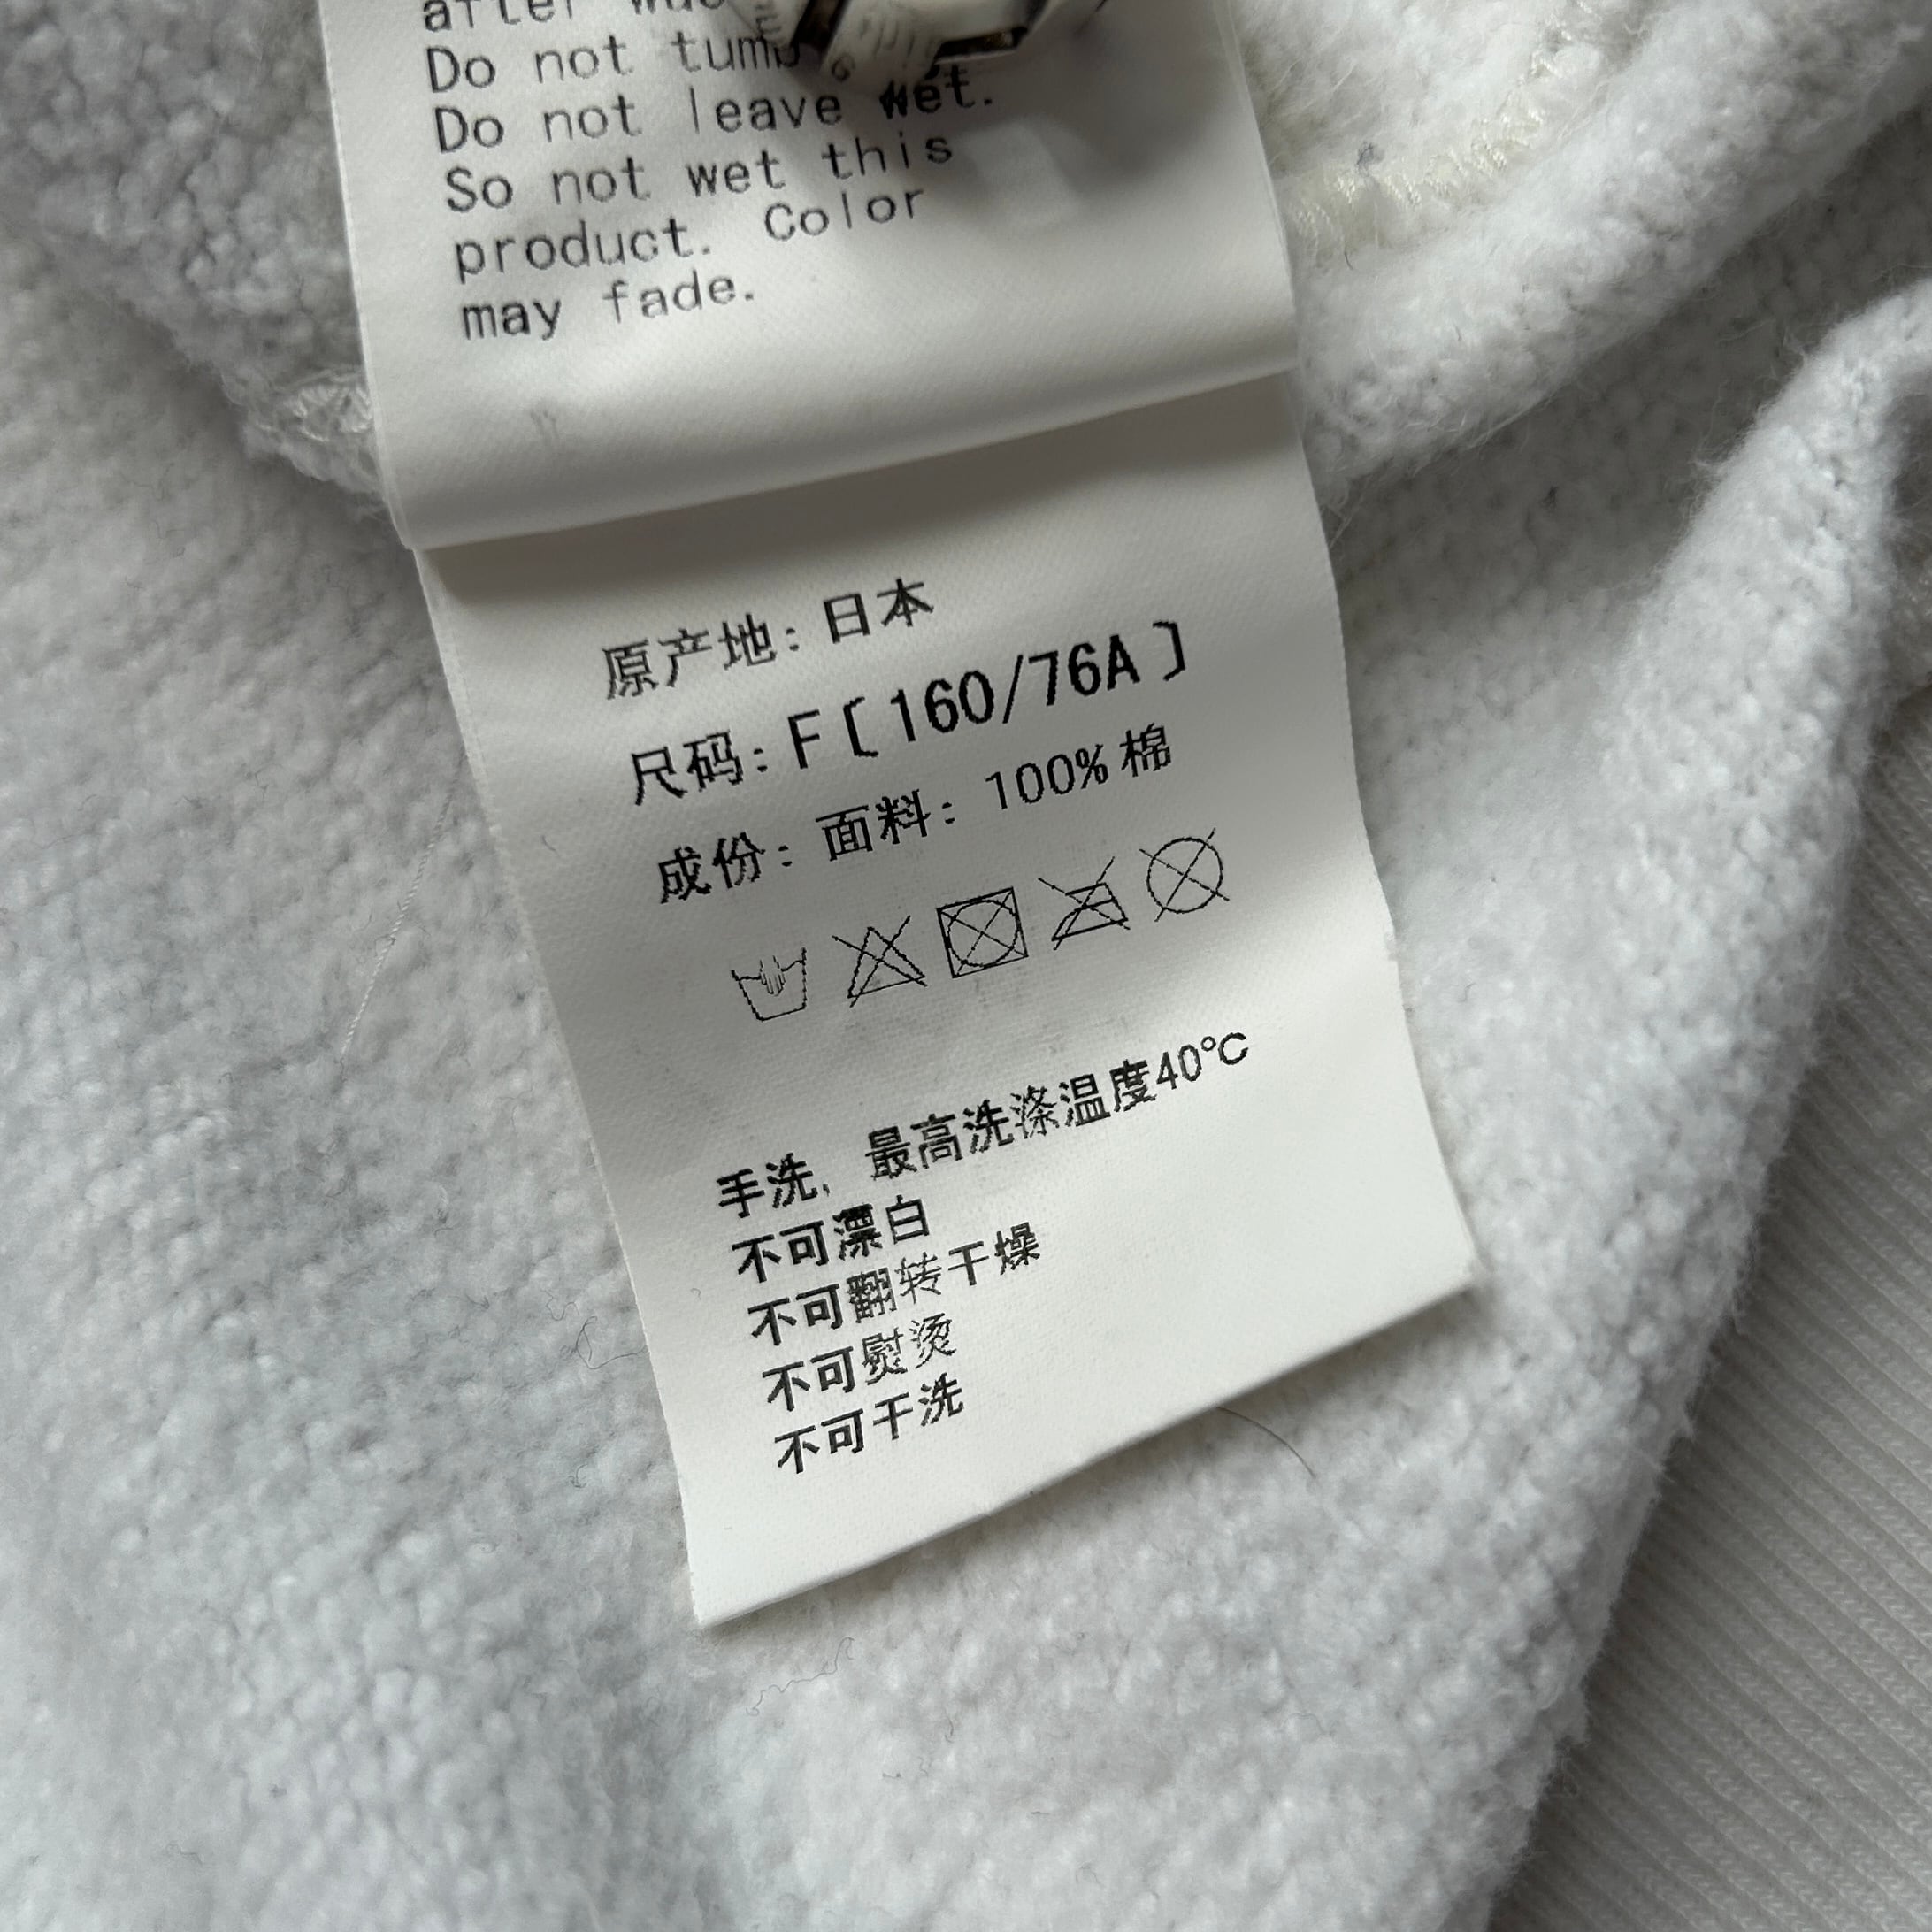 Do not
Do not leave wet.
So not wet this
product. Color
may fade.
原产地: 日本
尺码: F〔160/76A〕
成份: 面料: 100% 棉
手洗, 最高洗涤温度40℃
不可漂白
不可翻转干燥
不可熨烫
不可干洗